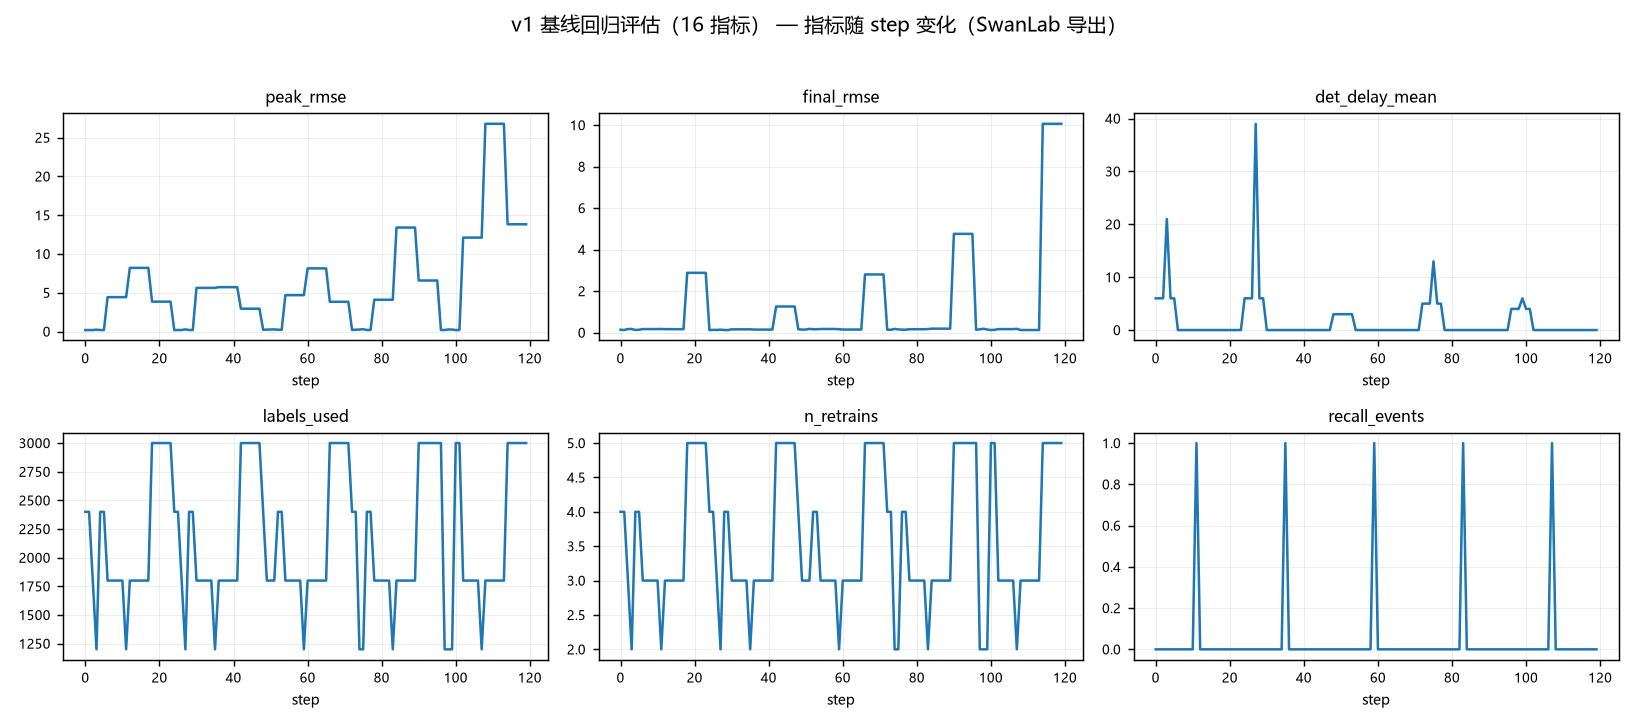 v1 基线回归评估（16 指标） — 指标随 step 变化（SwanLab 导出）
peak_rmse
25
20
15
10
5
0
0 20 40 60 80 100 120
step
final_rmse
10
8
6
4
2
0
0 20 40 60 80 100 120
step
det_delay_mean
40
30
20
10
0
0 20 40 60 80 100 120
step
labels_used
3000
2750
2500
2250
2000
1750
1500
1250
0 20 40 60 80 100 120
step
n_retrains
5.0
4.5
4.0
3.5
3.0
2.5
2.0
0 20 40 60 80 100 120
step
recall_events
1.0
0.8
0.6
0.4
0.2
0.0
0 20 40 60 80 100 120
step